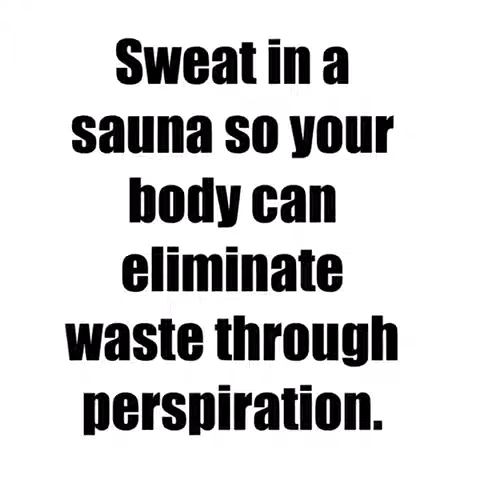 Sweat in a
sauna so your
body can
eliminate
waste through
perspiration.